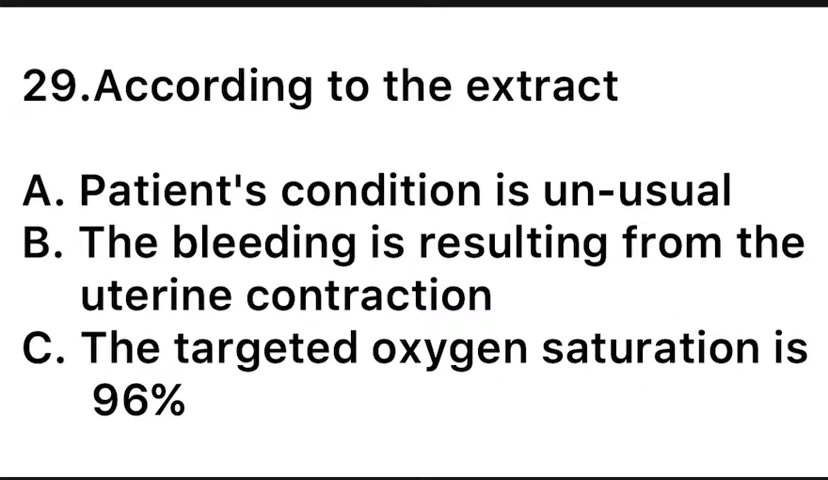 29.According to the extract
A. Patient's condition is un-usual
B. The bleeding is resulting from the
uterine contraction
C. The targeted oxygen saturation is
96%